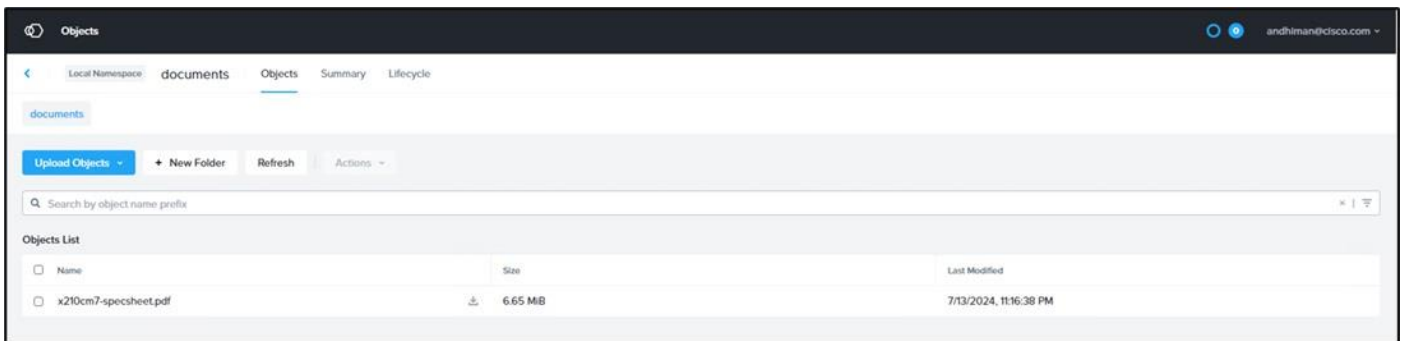 Objects
0
andhiman@cisco.com
Local Namespace documents Objects Summary Lifecycle
documents
Upload Objects + New Folder Refresh Actions
Search by object name prefix
Objects List
Name Size Last Modified
x210cm7-specsheet.pdf 6.65 MiB 7/13/2024, 11:16:38 PM